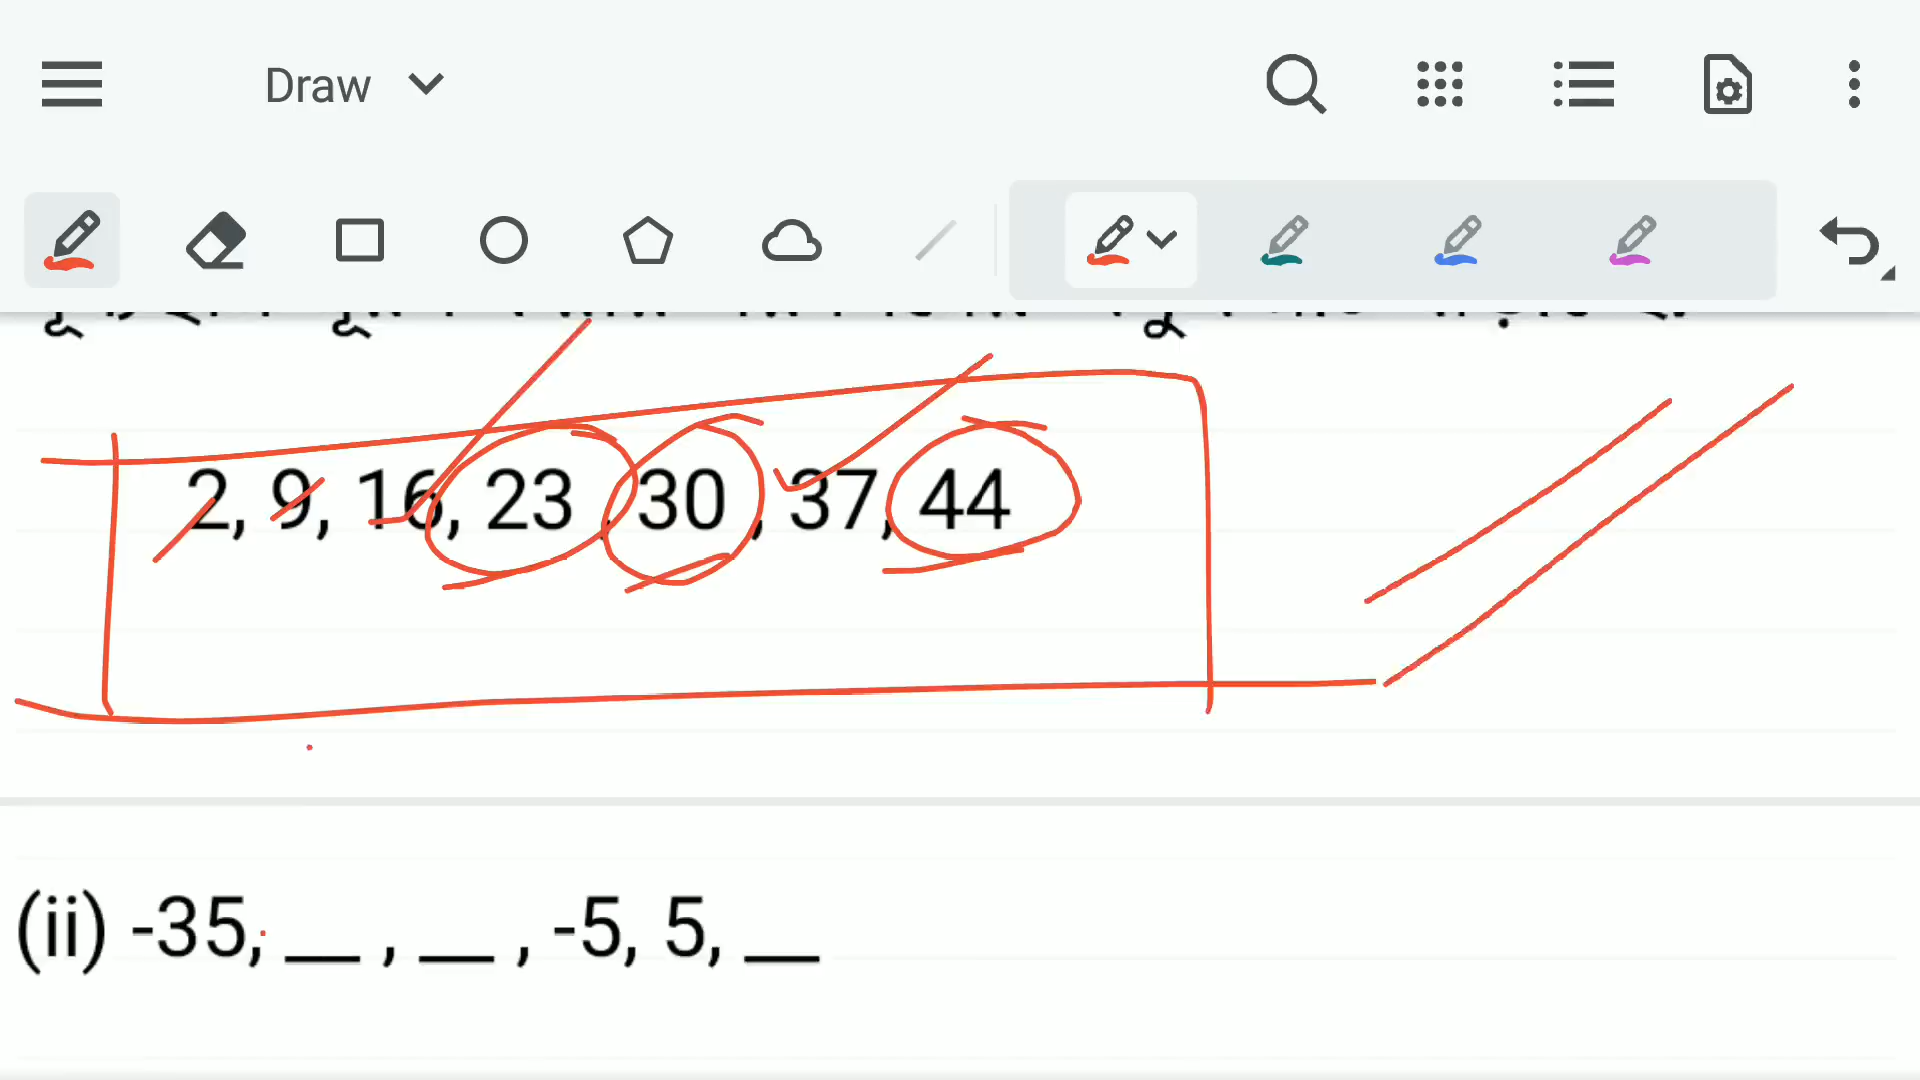 Draw
2, 9, 16, 23, 30, 37, 44
(ii) -35, __ , __ , -5, 5, __